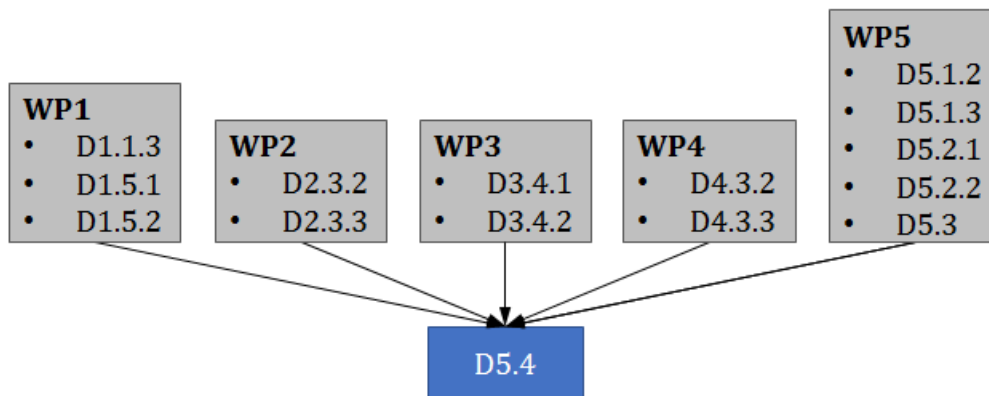 WP1
• D1.1.3
• D1.5.1
• D1.5.2
WP2
• D2.3.2
• D2.3.3
WP3
• D3.4.1
• D3.4.2
WP4
• D4.3.2
• D4.3.3
WP5
• D5.1.2
• D5.1.3
• D5.2.1
• D5.2.2
• D5.3
D5.4